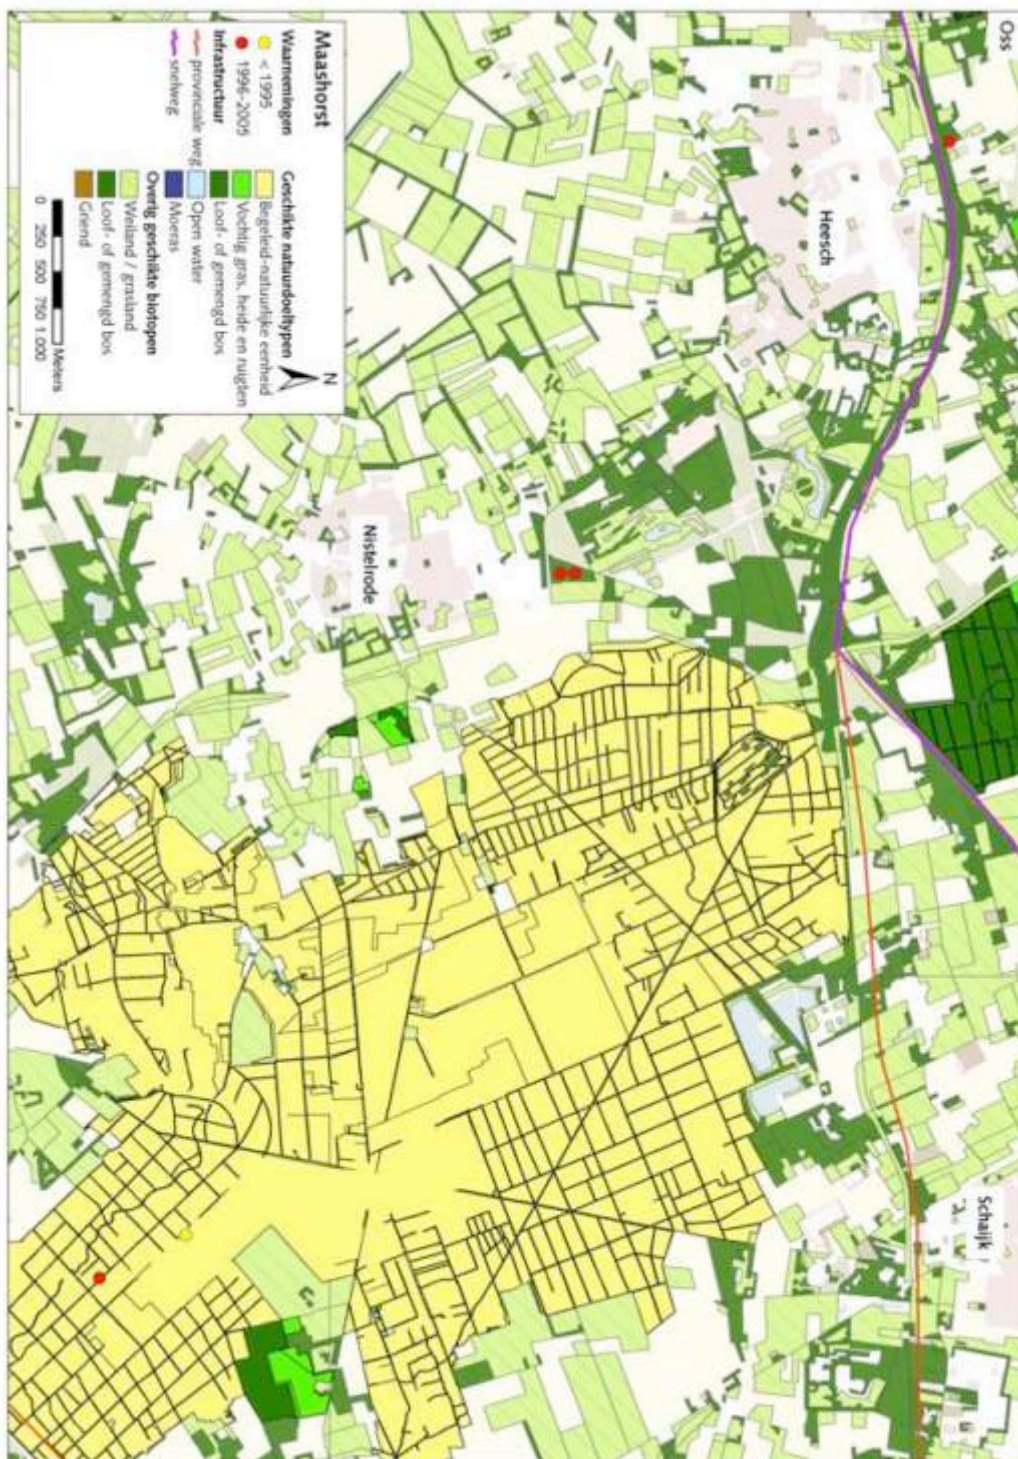 Oss
Heesch
Schaijk
Nistelrode
Maashorst
Waarnemingen
< 1995
1996-2005
Infrastructuur
provinciale weg
snelweg
Geschikte natuurdoeltypen
Begeleid-natuurlijke eenheid
Vochtig gras, heide en ruigten
Loof- of gemengd bos
Open water
Moeras
Overig geschikte biotopen
Weiland / grasland
Loof- of gemengd bos
Griend
N
0 250 500 750 1 000
Meters